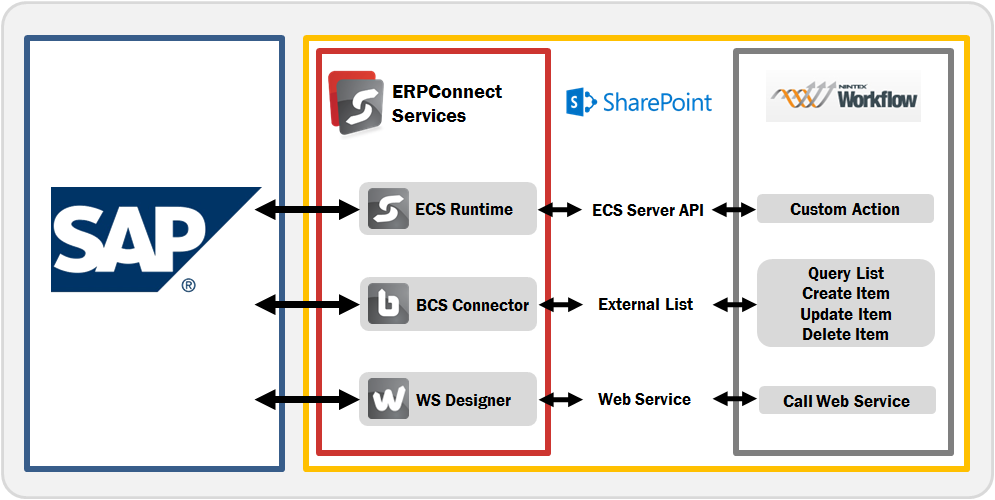 SAP
®
ERPConnect
Services
S
SharePoint
NINTEX
Workflow
ECS Runtime
ECS Server API
Custom Action
BCS Connector
External List
Query List
Create Item
Update Item
Delete Item
WS Designer
Web Service
Call Web Service